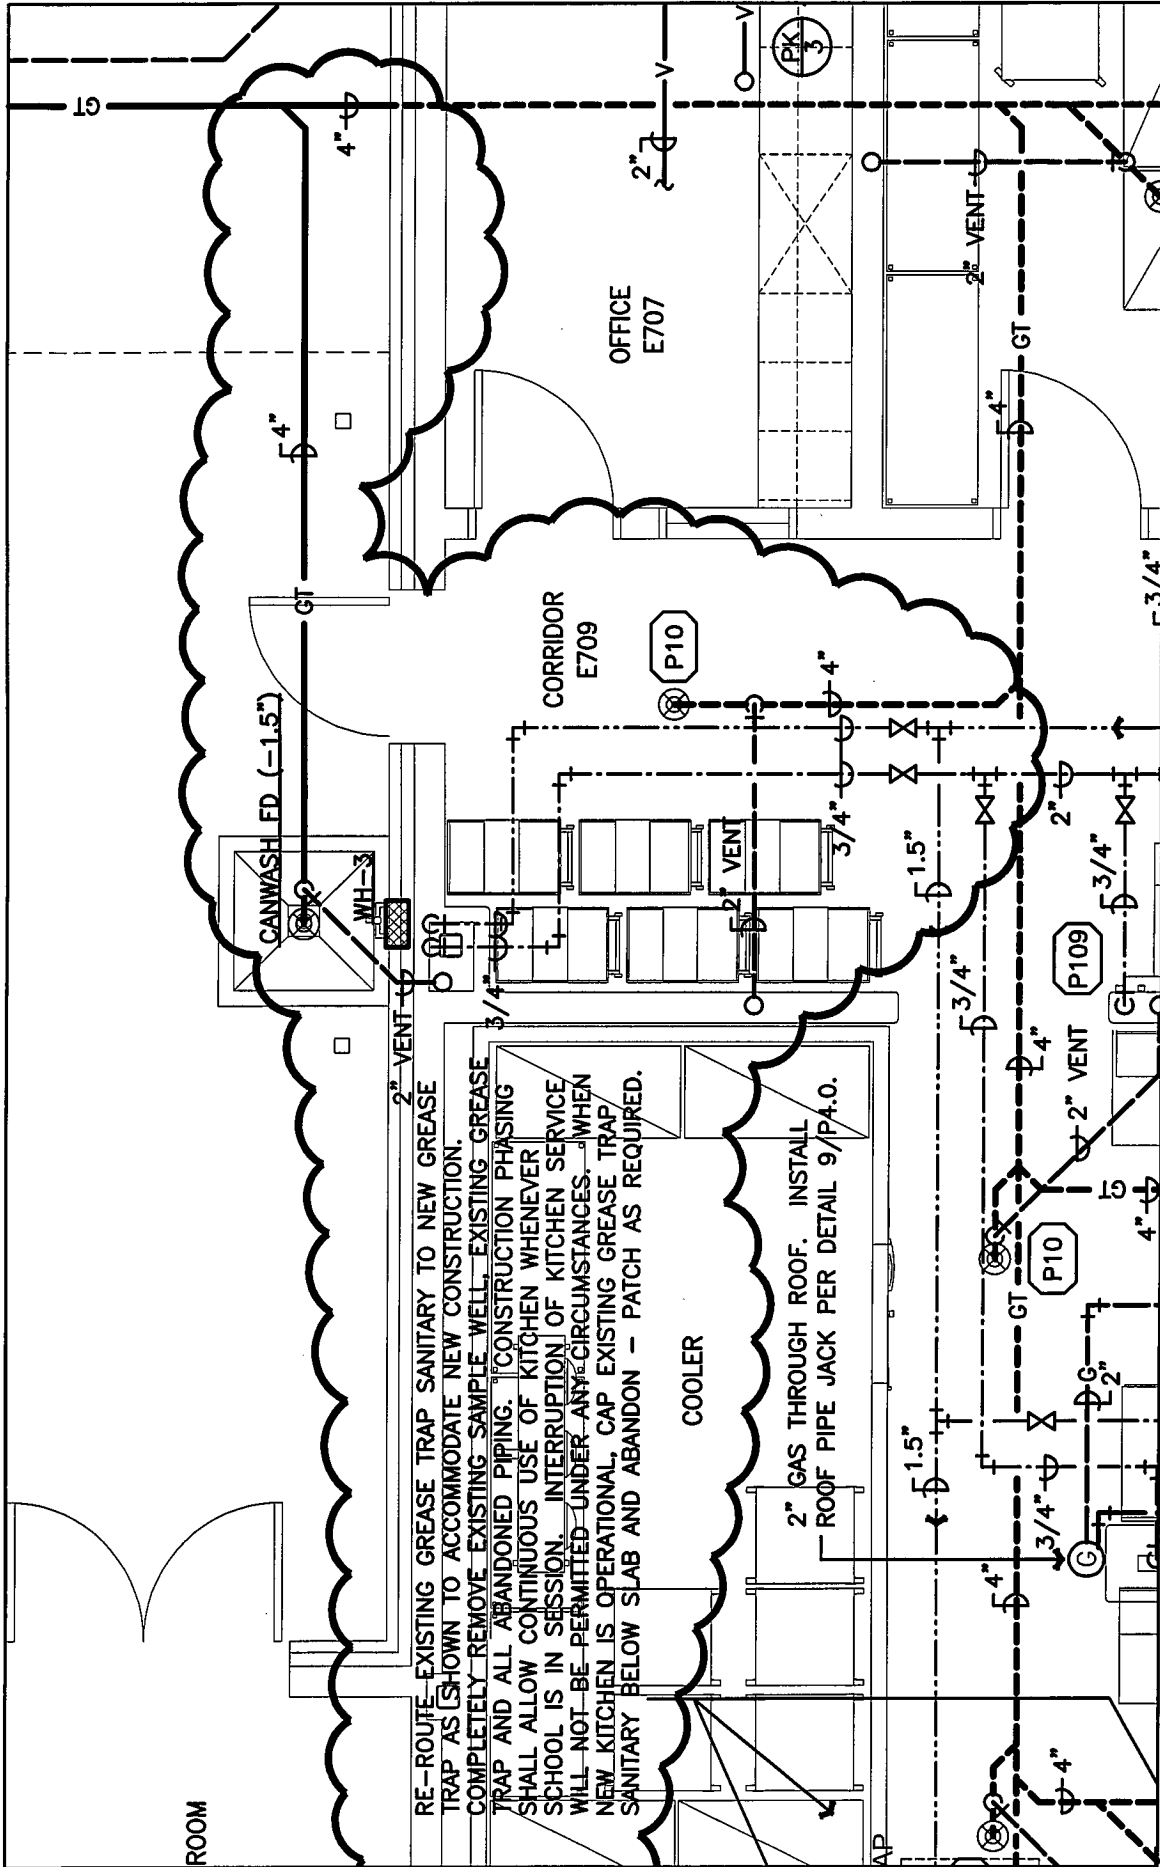 GT
4"
V
2"
V
PK
3
2" VENT
OFFICE
E707
GT
4"
4"
GT
CORRIDOR
E709
P10
4"
3/4"
CANWASH FD (-1.5")
WH-3
2" VENT
3/4"
2" VENT
3/4"
1.5"
2"
3/4"
P109
3/4"
4"
2" VENT
GT
4"
P10
GT
G
2"
3/4"
G
1.5"
4"
4"
RE-ROUTE EXISTING GREASE TRAP SANITARY TO NEW GREASE
TRAP AS SHOWN TO ACCOMMODATE NEW CONSTRUCTION.
COMPLETELY REMOVE EXISTING SAMPLE WELL, EXISTING GREASE
TRAP AND ALL ABANDONED PIPING. CONSTRUCTION PHASING
SHALL ALLOW CONTINUOUS USE OF KITCHEN WHENEVER
SCHOOL IS IN SESSION. INTERRUPTION OF KITCHEN SERVICE
WILL NOT BE PERMITTED UNDER ANY CIRCUMSTANCES. WHEN
NEW KITCHEN IS OPERATIONAL, CAP EXISTING GREASE TRAP
SANITARY BELOW SLAB AND ABANDON - PATCH AS REQUIRED.
COOLER
2" GAS THROUGH ROOF. INSTALL
ROOF PIPE JACK PER DETAIL 9/P4.0.
ROOM
AP